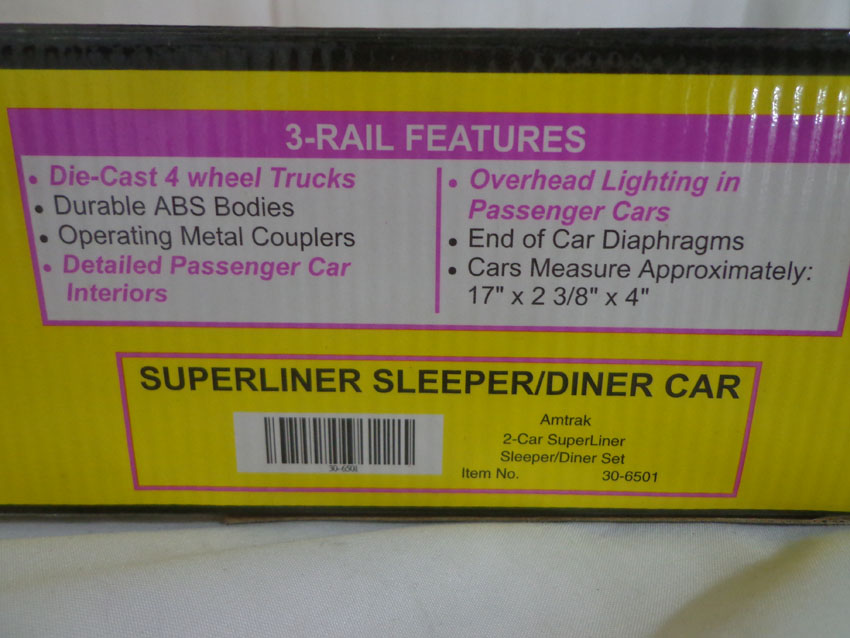 3-RAIL FEATURES
• Die-Cast 4 wheel Trucks
• Durable ABS Bodies
• Operating Metal Couplers
• Detailed Passenger Car
Interiors
• Overhead Lighting in
Passenger Cars
• End of Car Diaphragms
• Cars Measure Approximately:
17" x 2 3/8" x 4"
SUPERLINER SLEEPER/DINER CAR
30-6501
Amtrak
2-Car SuperLiner
Sleeper/Diner Set
Item No. 30-6501